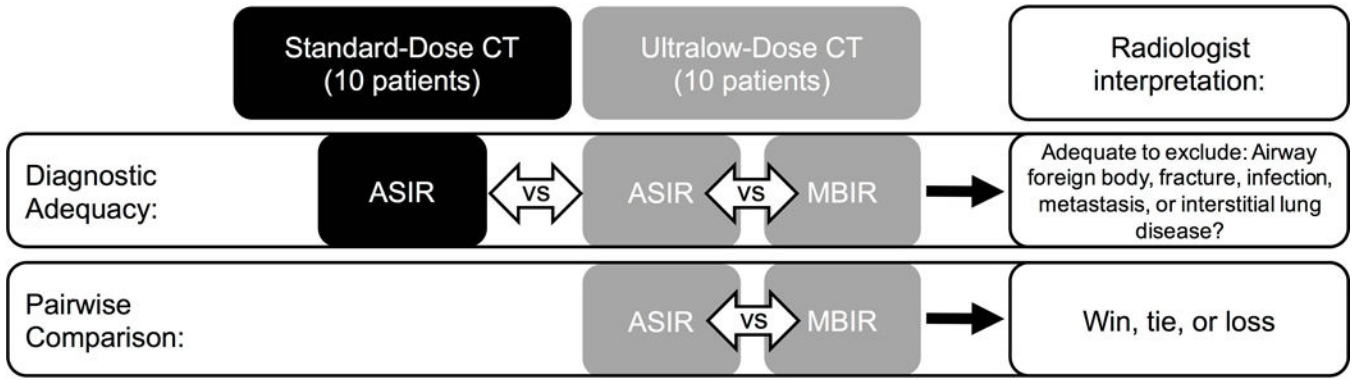 Standard-Dose CT
(10 patients)
Ultralow-Dose CT
(10 patients)
Radiologist
interpretation:
Diagnostic
Adequacy:
ASIR
vs
ASIR
vs
MBIR
Adequate to exclude: Airway
foreign body, fracture, infection,
metastasis, or interstitial lung
disease?
Pairwise
Comparison:
ASIR
vs
MBIR
Win, tie, or loss